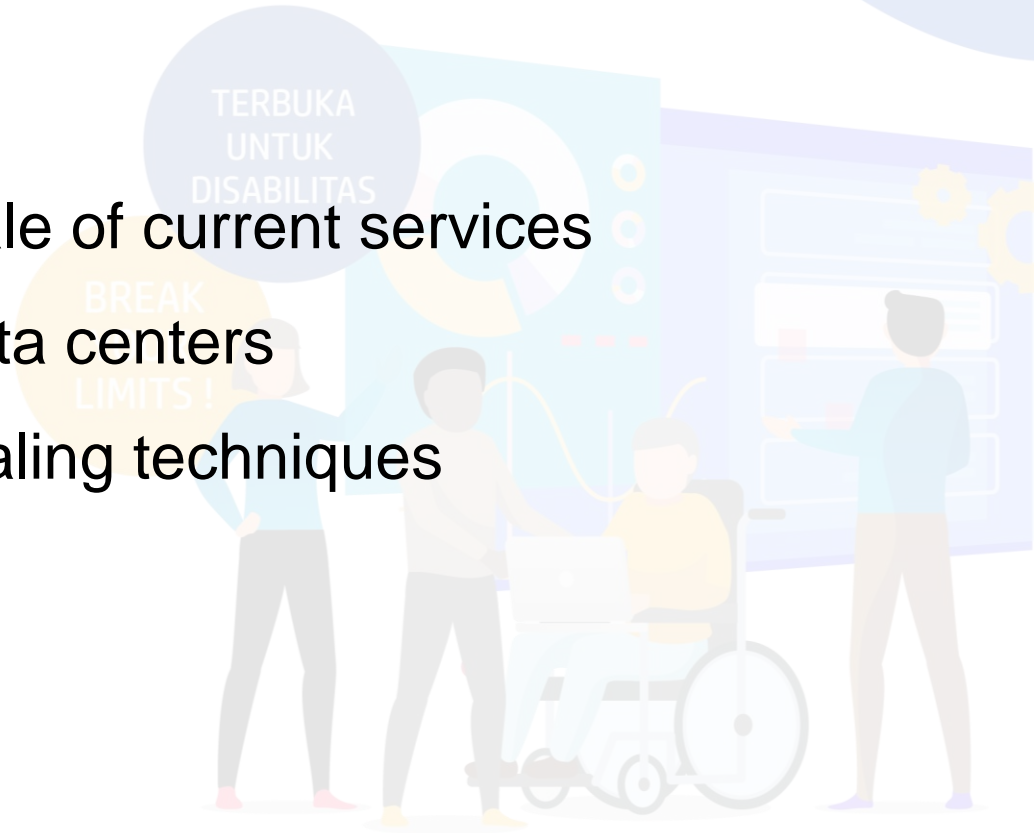 TERBUKA
UNTUK
DISABILITAS
le of current services
BREAK
ta centers
LIMITS !
aling techniques